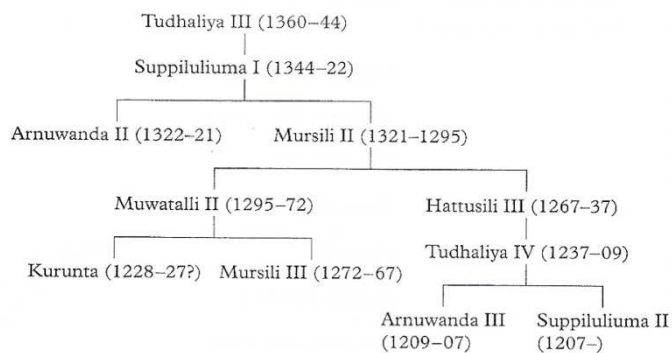 Tudhaliya III (1360–44)
Suppiluliuma I (1344–22)
Arnuwanda II (1322–21) Mursili II (1321–1295)
Muwatalli II (1295–72) Hattusili III (1267–37)
Kurunta (1228–27?) Mursili III (1272–67) Tudhaliya IV (1237–09)
Arnuwanda III Suppiluliuma II
(1209–07) (1207–)